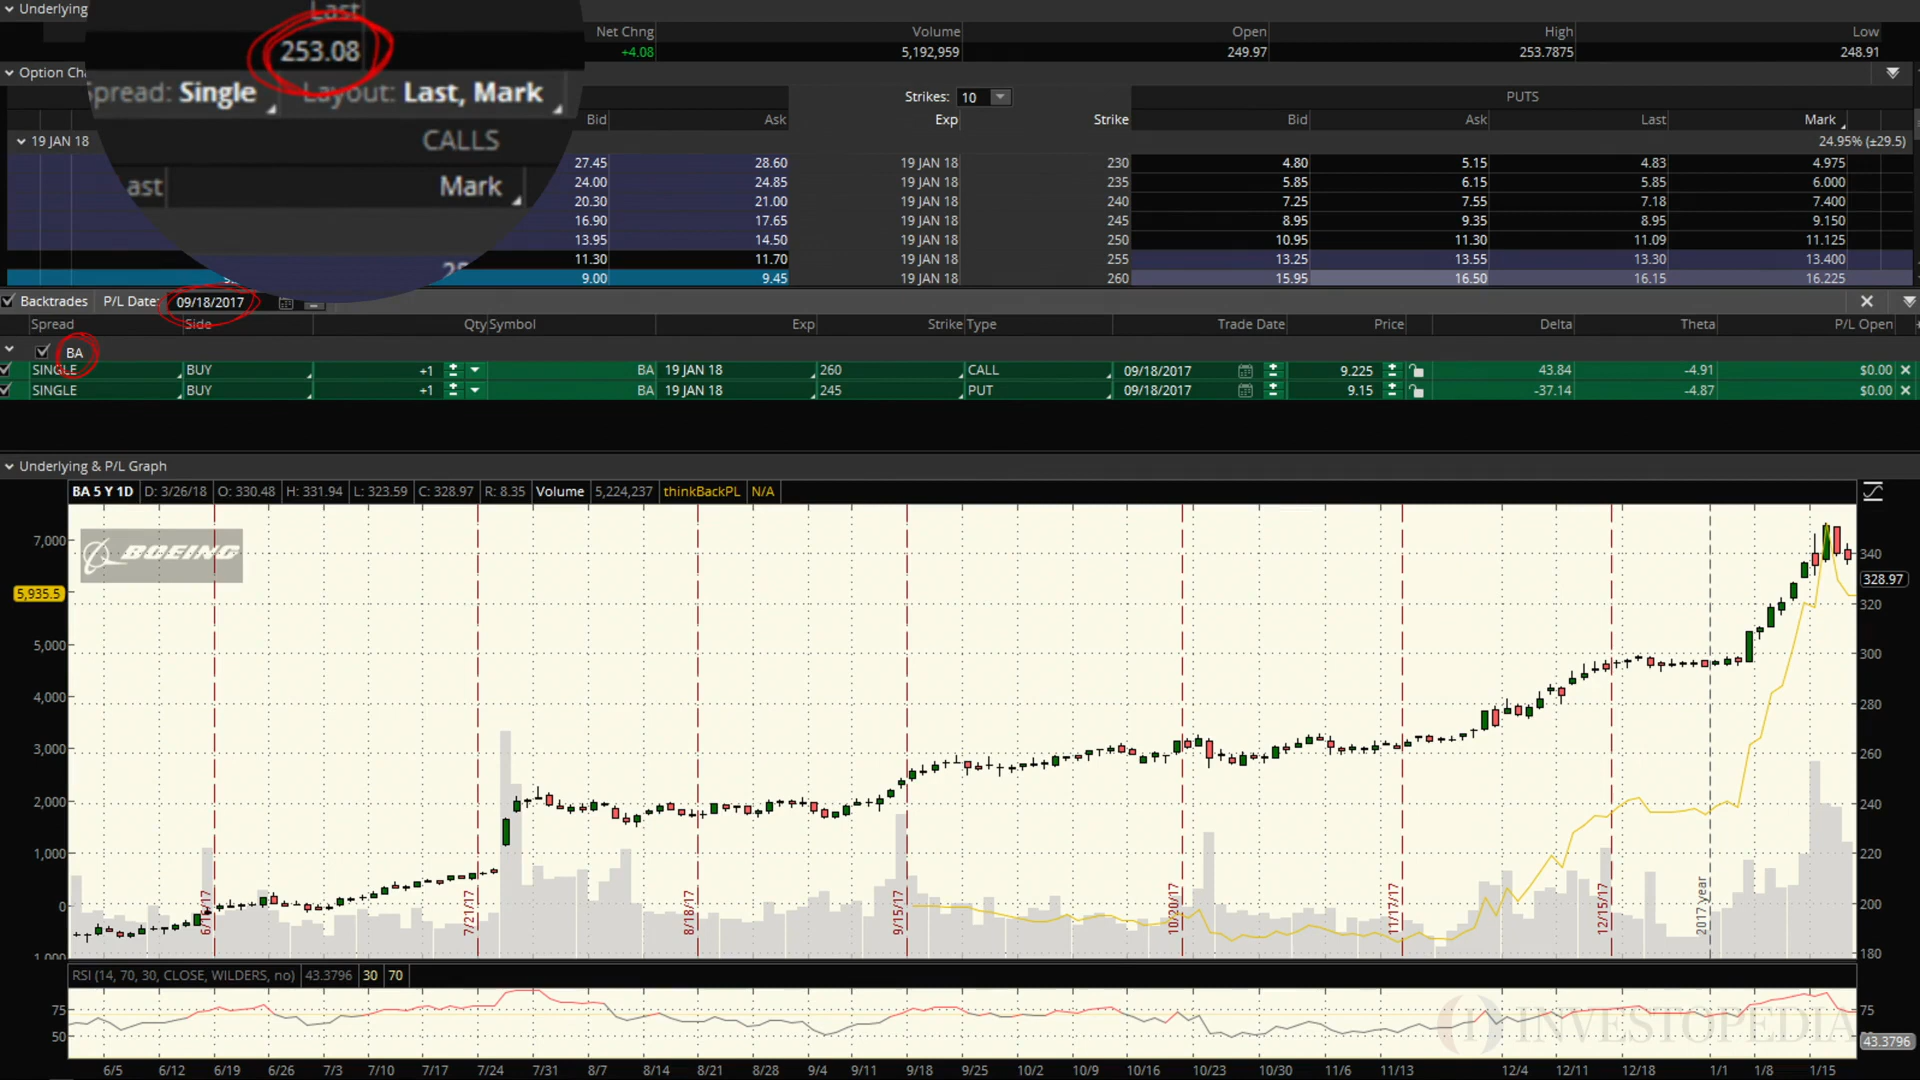 Underlying
Last
Net Chng Volume Open High Low
253.08
+4.08 5,192,959 249.97 253.7875 248.91
Option Cha
Spread: Single Layout: Last, Mark
Strikes: 10 PUTS
Bid Ask Exp Strike Bid Ask Last Mark
CALLS
19 JAN 18 24.95% (±29.5)
27.45 28.60 19 JAN 18 230 4.80 5.15 4.83 4.975
Last Mark
24.00 24.85 19 JAN 18 235 5.85 6.15 5.85 6.000
20.30 21.00 19 JAN 18 240 7.25 7.55 7.18 7.400
16.90 17.65 19 JAN 18 245 8.95 9.35 8.95 9.150
13.95 14.50 19 JAN 18 250 10.95 11.30 11.09 11.125
11.30 11.70 19 JAN 18 255 13.25 13.55 13.30 13.400
9.00 9.45 19 JAN 18 260 15.95 16.50 16.15 16.225
Backtrades P/L Date: 09/18/2017
Spread Side Qty Symbol Exp Strike Type Trade Date Price Delta Theta P/L Open
BA
SINGLE BUY +1 BA 19 JAN 18 260 CALL 09/18/2017 9.225 43.84 -4.91 $0.00
SINGLE BUY +1 BA 19 JAN 18 245 PUT 09/18/2017 9.15 -37.14 -4.87 $0.00
Underlying & P/L Graph
BA 5 Y 1D D: 3/26/18 O: 330.48 H: 331.94 L: 323.59 C: 328.97 R: 8.35 Volume 5,224,237 thinkBackPL N/A
BOEING
7,000 340
5,935.5 328.97
320
5,000 300
4,000 280
3,000 260
2,000 240
1,000 220
0 200
1,000 180
6/16/17 7/21/17 8/18/17 9/15/17 10/20/17 11/17/17 12/15/17 2017 year
RSI (14, 70, 30, CLOSE, WILDERS, no) 43.3796 30 70
75 75
50 43.3796
INVESTOPEDIA
6/5 6/12 6/19 6/26 7/3 7/10 7/17 7/24 7/31 8/7 8/14 8/21 8/28 9/4 9/11 9/18 9/25 10/2 10/9 10/16 10/23 10/30 11/6 11/13 12/4 12/11 12/18 1/1 1/8 1/15